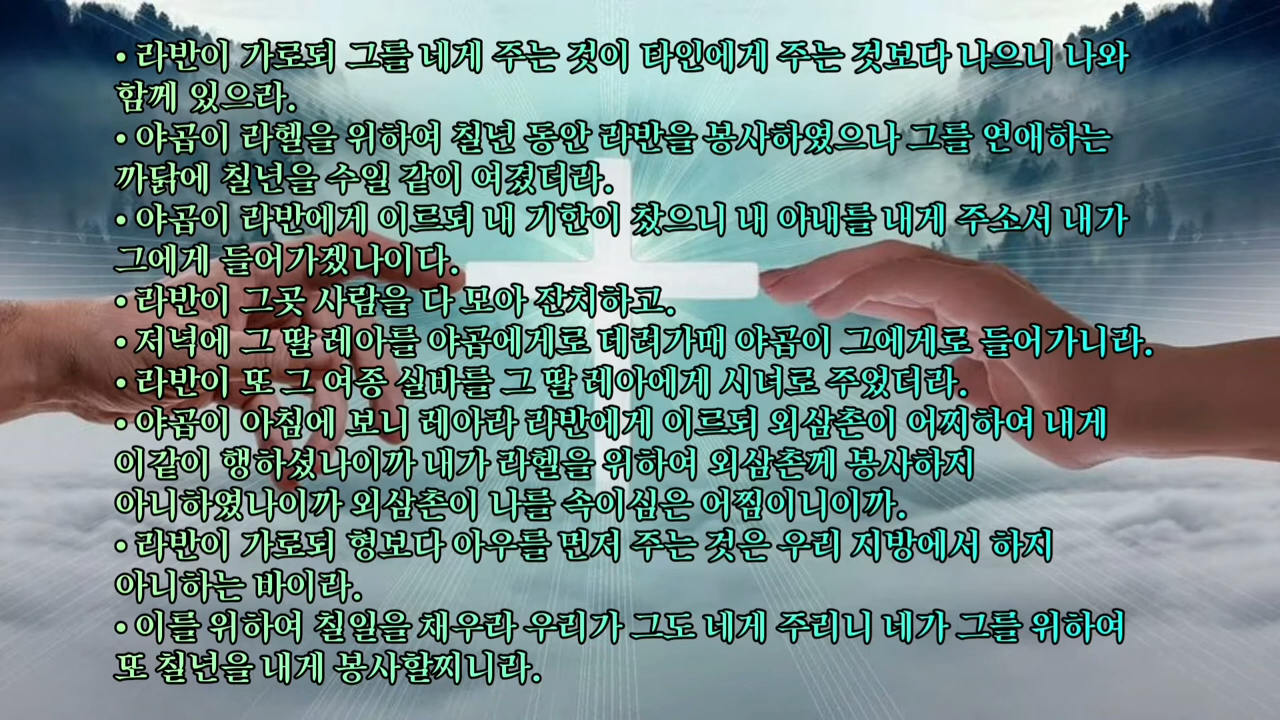 • 라반이 가로되 그를 네게 주는 것이 타인에게 주는 것보다 나으니 나와
함께 있으라.
• 야곱이 라헬을 위하여 칠년 동안 라반을 봉사하였으나 그를 연애하는
까닭에 칠년을 수일 같이 여겼더라.
• 야곱이 라반에게 이르되 내 기한이 찼으니 내 아내를 내게 주소서 내가
그에게 들어가겠나이다.
• 라반이 그곳 사람을 다 모아 잔치하고.
• 저녁에 그 딸 레아를 야곱에게로 데려가매 야곱이 그에게로 들어가니라.
• 라반이 또 그 여종 실바를 그 딸 레아에게 시녀로 주었더라.
• 야곱이 아침에 보니 레아라 라반에게 이르되 외삼촌이 어찌하여 내게
이같이 행하셨나이까 내가 라헬을 위하여 외삼촌께 봉사하지
아니하였나이까 외삼촌이 나를 속이심은 어찜이니이까.
• 라반이 가로되 형보다 아우를 먼저 주는 것은 우리 지방에서 하지
아니하는 바이라.
• 이를 위하여 칠일을 채우라 우리가 그도 네게 주리니 네가 그를 위하여
또 칠년을 내게 봉사할찌니라.